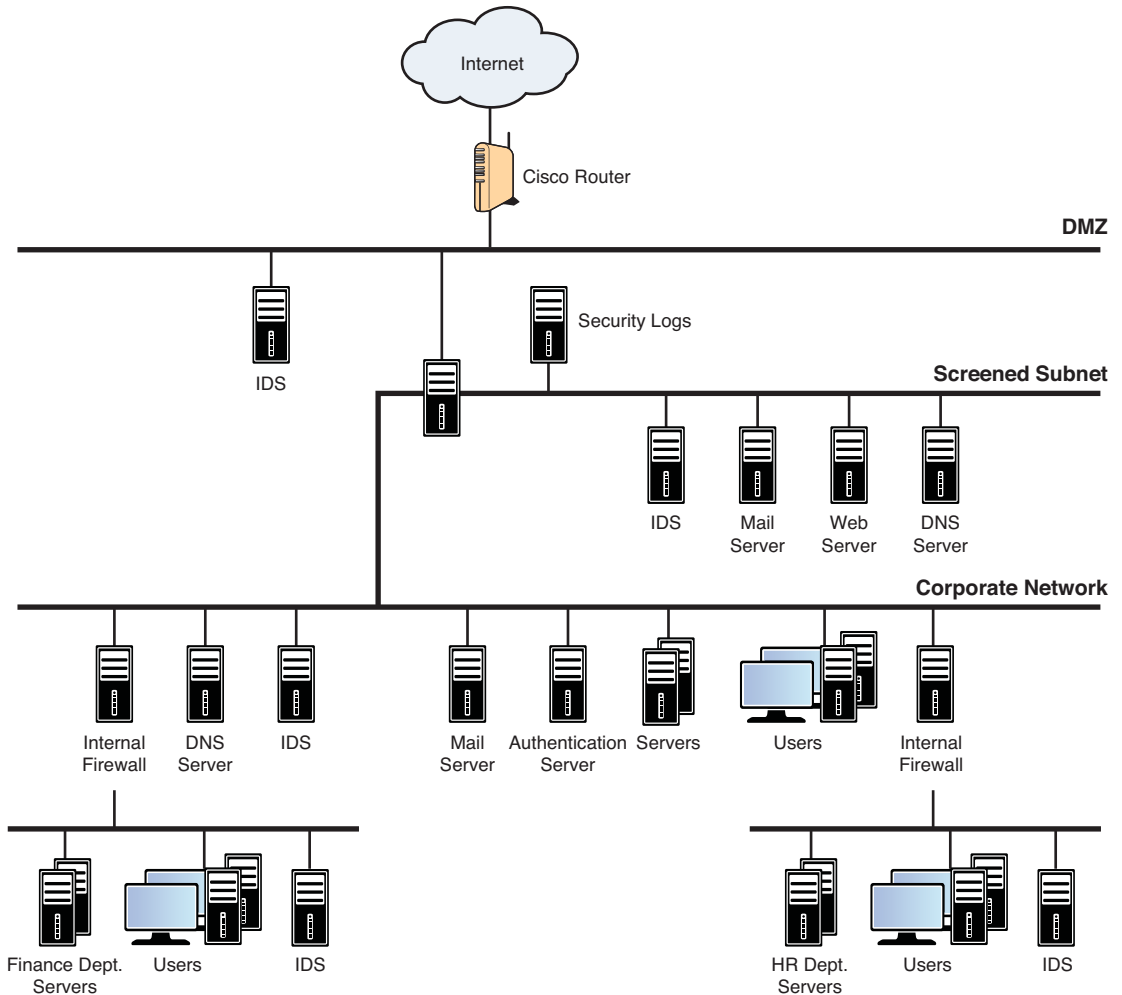 Internet
Cisco Router
DMZ
IDS
Security Logs
Screened Subnet
IDS
Mail
Server
Web
Server
DNS
Server
Corporate Network
Internal
Firewall
DNS
Server
IDS
Mail
Server
Authentication
Server
Servers
Users
Internal
Firewall
Finance Dept.
Servers
Users
IDS
HR Dept.
Servers
Users
IDS